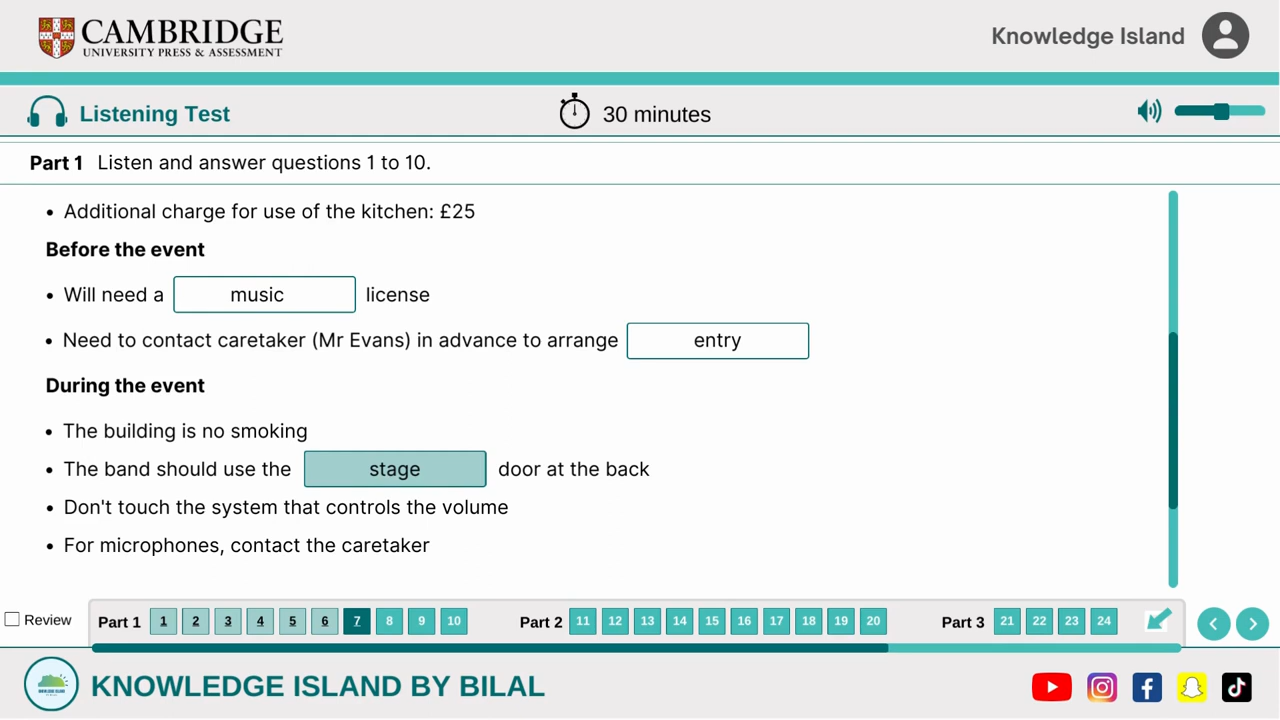 CAMBRIDGE
UNIVERSITY PRESS & ASSESSMENT
Knowledge Island
Listening Test
30 minutes
Part 1 Listen and answer questions 1 to 10.
• Additional charge for use of the kitchen: £25
Before the event
• Will need a music license
• Need to contact caretaker (Mr Evans) in advance to arrange entry
During the event
• The building is no smoking
• The band should use the stage door at the back
• Don't touch the system that controls the volume
• For microphones, contact the caretaker
Review Part 1 1 2 3 4 5 6 7 8 9 10 Part 2 11 12 13 14 15 16 17 18 19 20 Part 3 21 22 23 24
KNOWLEDGE ISLAND BY BILAL